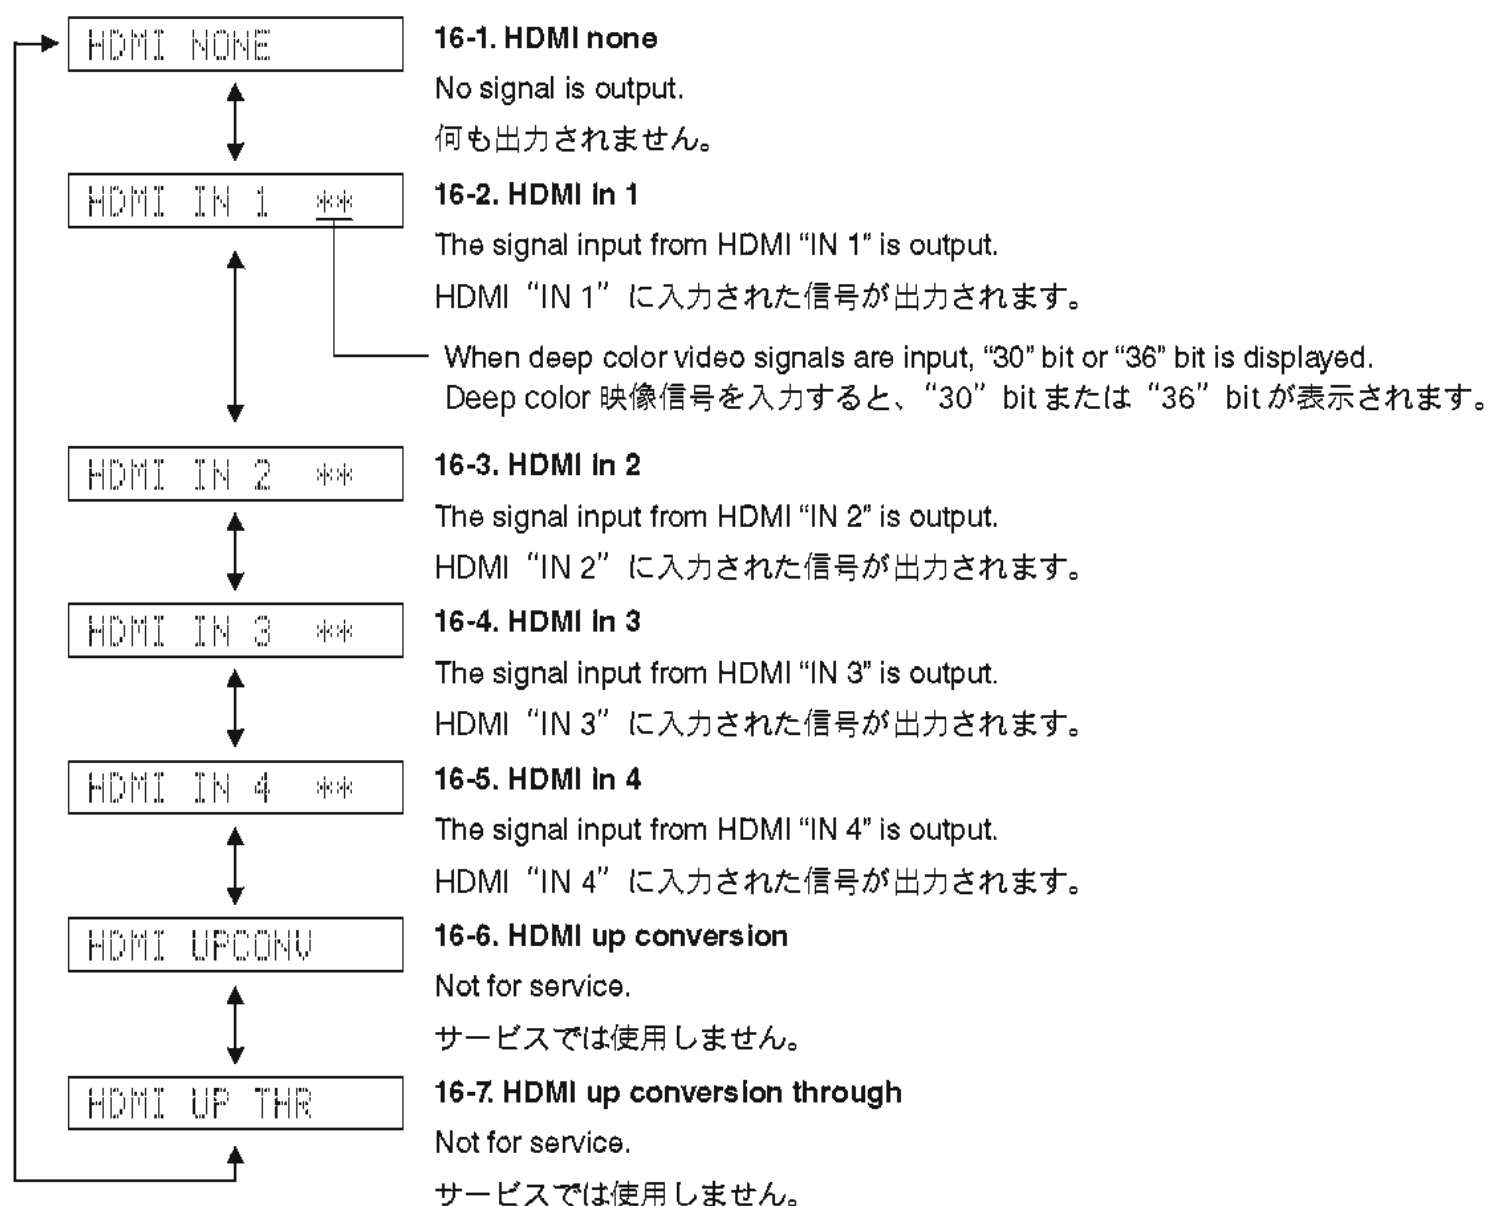 HDMI NONE
16-1. HDMI none
No signal is output.
何も出力されません。
HDMI IN 1 **
16-2. HDMI in 1
The signal input from HDMI “IN 1” is output.
HDMI “IN 1” に入力された信号が出力されます。
When deep color video signals are input, “30” bit or “36” bit is displayed.
Deep color 映像信号を入力すると、“30” bit または “36” bit が表示されます。
HDMI IN 2 **
16-3. HDMI in 2
The signal input from HDMI “IN 2” is output.
HDMI “IN 2” に入力された信号が出力されます。
HDMI IN 3 **
16-4. HDMI in 3
The signal input from HDMI “IN 3” is output.
HDMI “IN 3” に入力された信号が出力されます。
HDMI IN 4 **
16-5. HDMI in 4
The signal input from HDMI “IN 4” is output.
HDMI “IN 4” に入力された信号が出力されます。
HDMI UPCONV
16-6. HDMI up conversion
Not for service.
サービスでは使用しません。
HDMI UP THR
16-7. HDMI up conversion through
Not for service.
サービスでは使用しません。